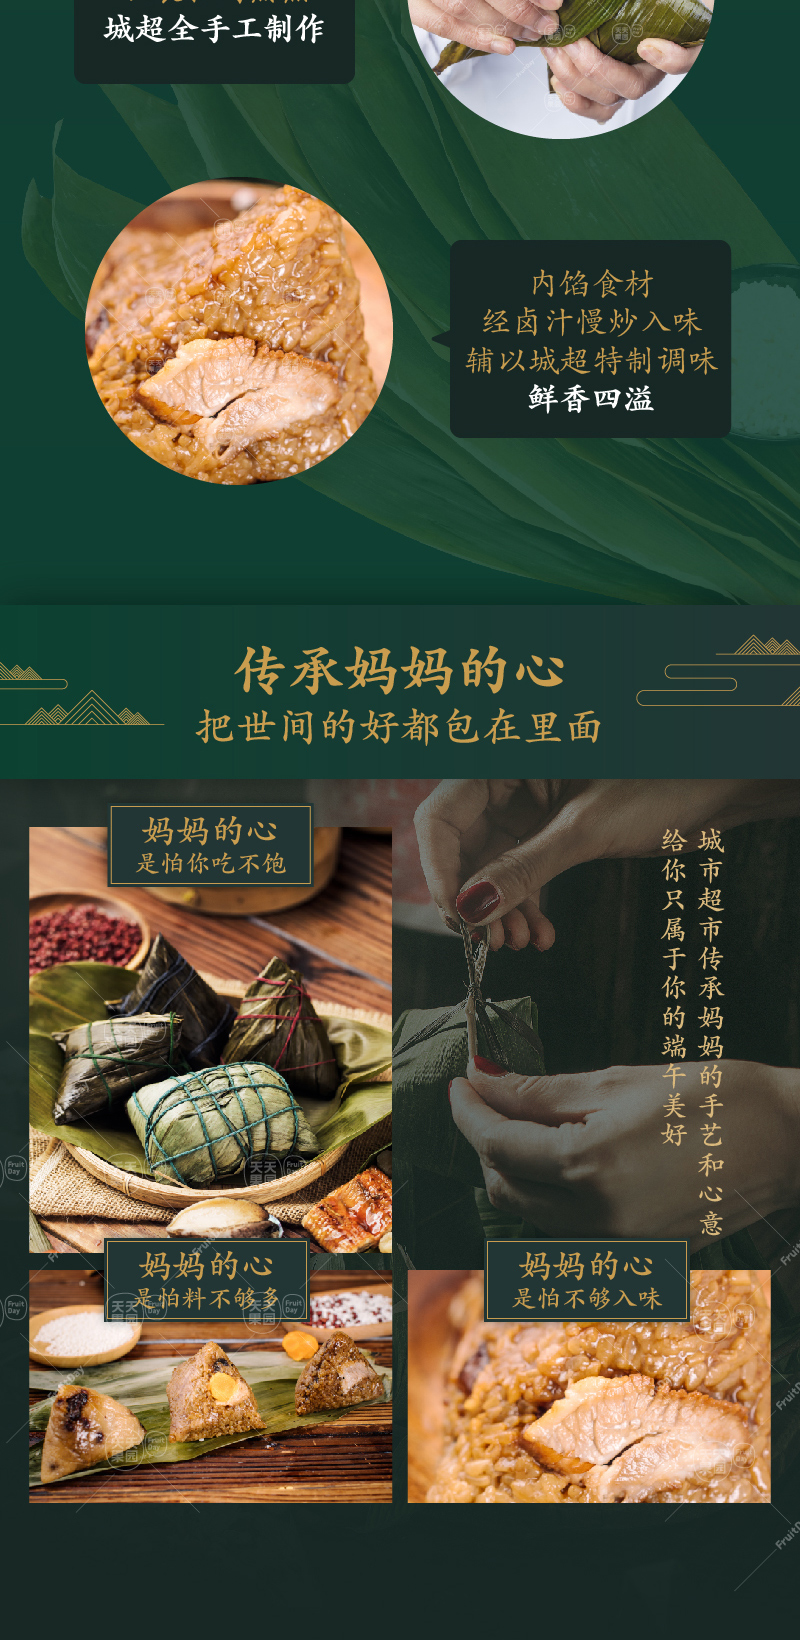 城超全手工制作
内馅食材
经卤汁慢炒入味
辅以城超特制调味
鲜香四溢
传承妈妈的心
把世间的好都包在里面
妈妈的心
是怕你吃不饱
城市超市传承妈妈的手艺和心意
给你只属于你的端午美好
妈妈的心
是怕料不够多
妈妈的心
是怕不够入味
天天果园
FruitDay